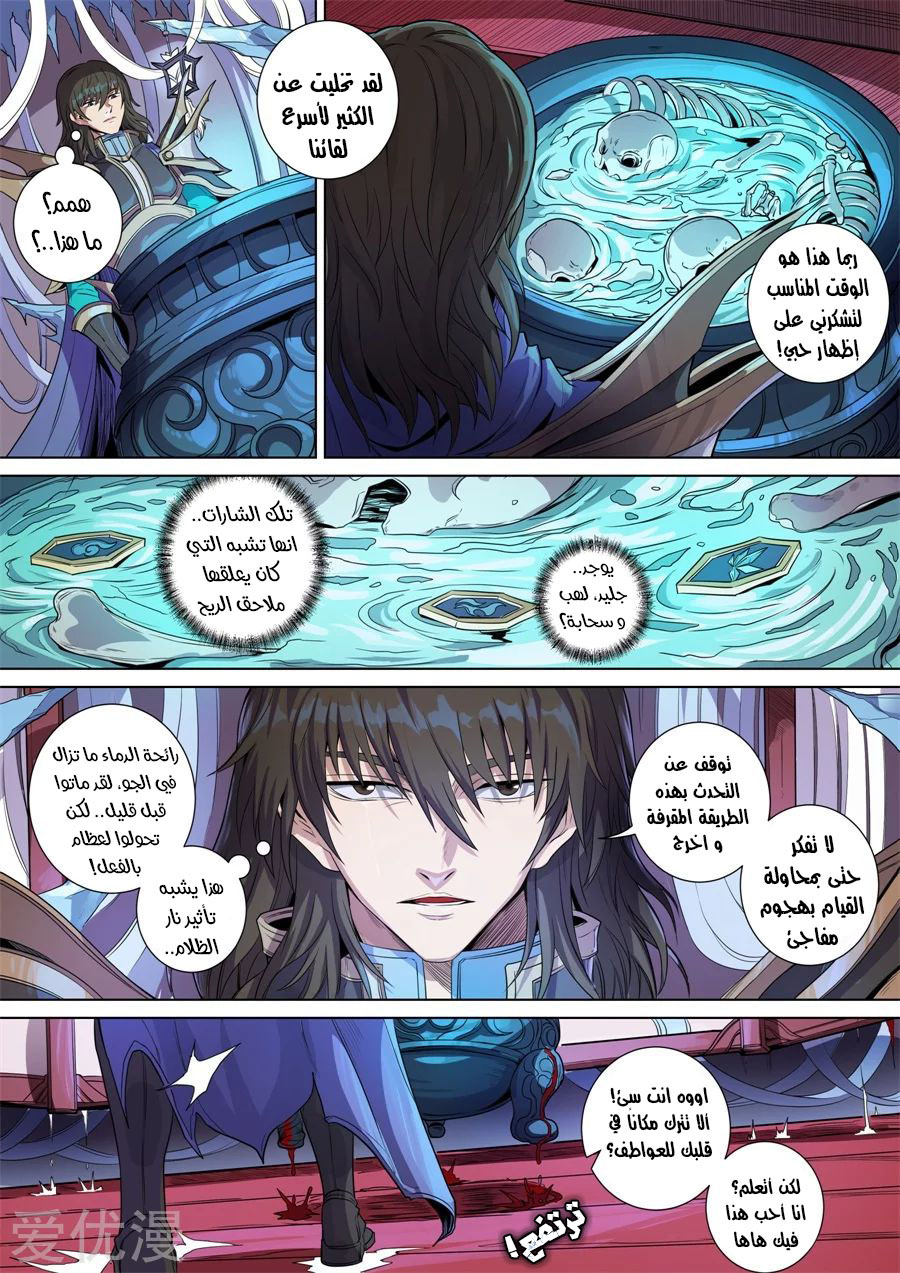 لقد تخليت عن
الكثير لأسرع
لقائنا
ربما هذا هو
الوقت المناسب
لتشكرني على
إظهار حبي!
همم؟
ما هذا..؟
يوجد..
جليد، لهب
و سحابة؟
تلك الشارات..
انها تشبه التي
كان يعلقها
ملاحق الريح
توقف عن
التحدث بهذه
الطريقة المقرفة
و اخرج
لا تفكر
حتى بمحاولة
القيام بهجوم
مفاجئ
رائحة الدماء ما تزال
في الجو، لقد ماتوا
قبل قليل.. لكن
تحولوا لعظام
بالفعل!
هذا يشبه
تأثير نار
الظلام..
اووه انت سئ!
ألا تترك مكاناً في
قلبك للعواطف؟
لكن أتعلم؟
انا أحب هذا
فيك هاها
ترتفع!
爱优漫